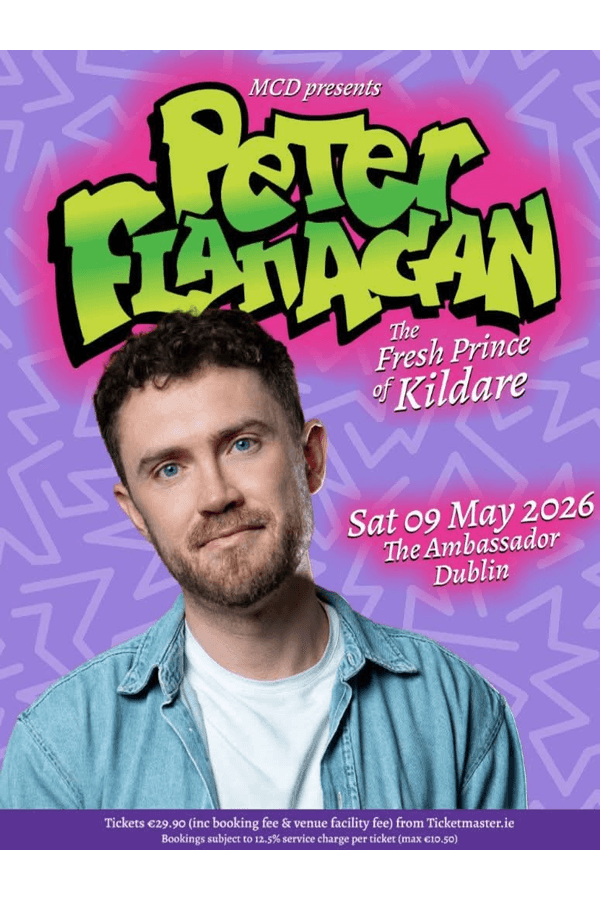 MCD presents
Peter
Flanagan
The
Fresh Prince
of Kildare
Sat 09 May 2026
The Ambassador
Dublin
Tickets €29.90 (inc booking fee & venue facility fee) from Ticketmaster.ie
Bookings subject to 12.5% service charge per ticket (max €10.50)